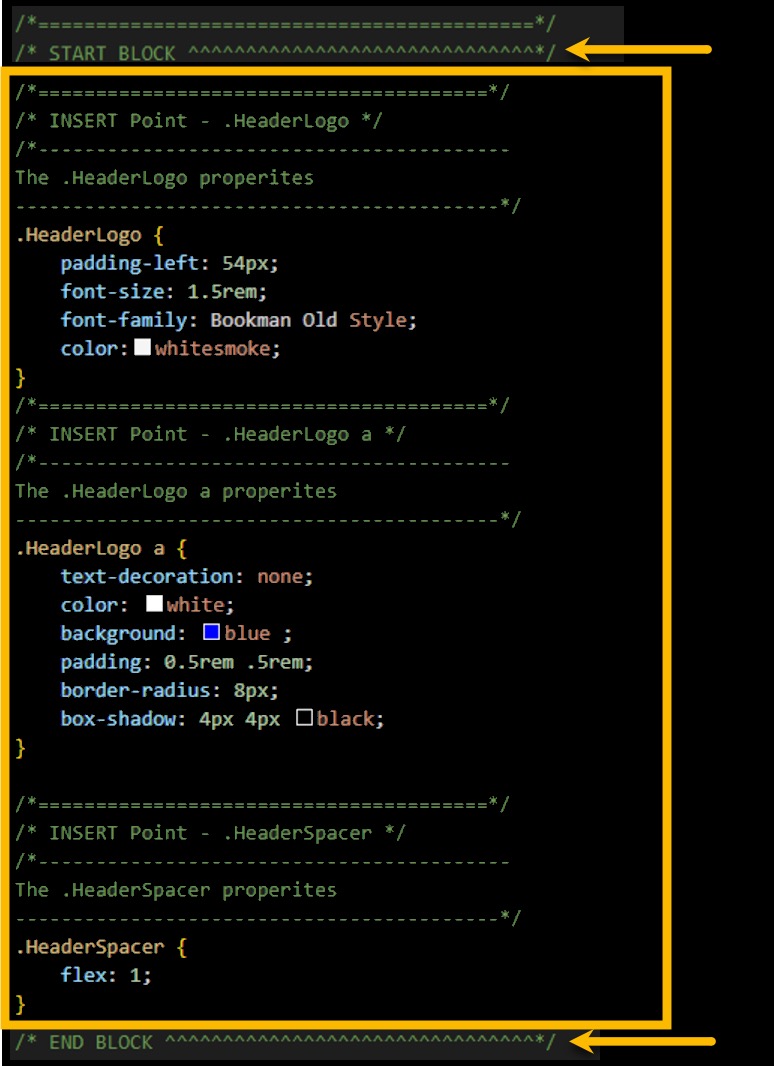 /*===========================================*/
/* START BLOCK ^^^^^^^^^^^^^^^^^^^^^^^^^^^^^^*/
/*=======================================*/
/* INSERT Point - .HeaderLogo */
/*-----------------------------------------
The .HeaderLogo properites
------------------------------------------*/
.HeaderLogo {
    padding-left: 54px;
    font-size: 1.5rem;
    font-family: Bookman Old Style;
    color: whitesmoke;
}
/*=======================================*/
/* INSERT Point - .HeaderLogo a */
/*-----------------------------------------
The .HeaderLogo a properites
------------------------------------------*/
.HeaderLogo a {
    text-decoration: none;
    color: white;
    background: blue ;
    padding: 0.5rem .5rem;
    border-radius: 8px;
    box-shadow: 4px 4px black;
}
/*=======================================*/
/* INSERT Point - .HeaderSpacer */
/*-----------------------------------------
The .HeaderSpacer properites
------------------------------------------*/
.HeaderSpacer {
    flex: 1;
}
/* END BLOCK ^^^^^^^^^^^^^^^^^^^^^^^^^^^^^^^^*/